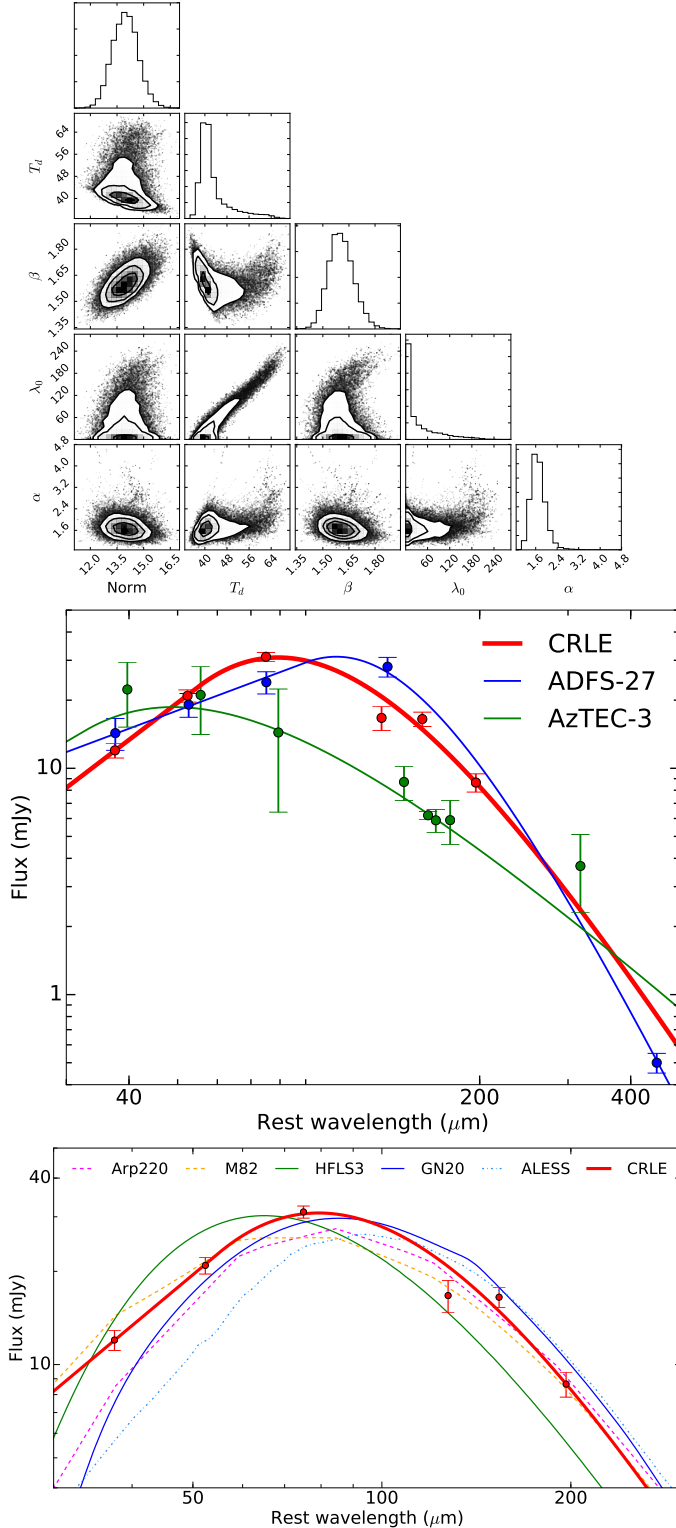 64
56
48
40
T_d
1.80
1.65
1.50
1.35
β
240
180
120
60
λ_0
4.8
4.0
3.2
2.4
1.6
α
12.0 13.5 15.0 16.5 40 48 56 64 1.35 1.50 1.65 1.80 60 120 180 240 1.6 2.4 3.2 4.0 4.8
Norm T_d β λ_0 α
CRLE
ADFS-27
AzTEC-3
10
1
Flux (mJy)
40 200 400
Rest wavelength (μm)
40
Arp220 M82 HFLS3 GN20 ALESS CRLE
10
Flux (mJy)
50 100 200
Rest wavelength (μm)